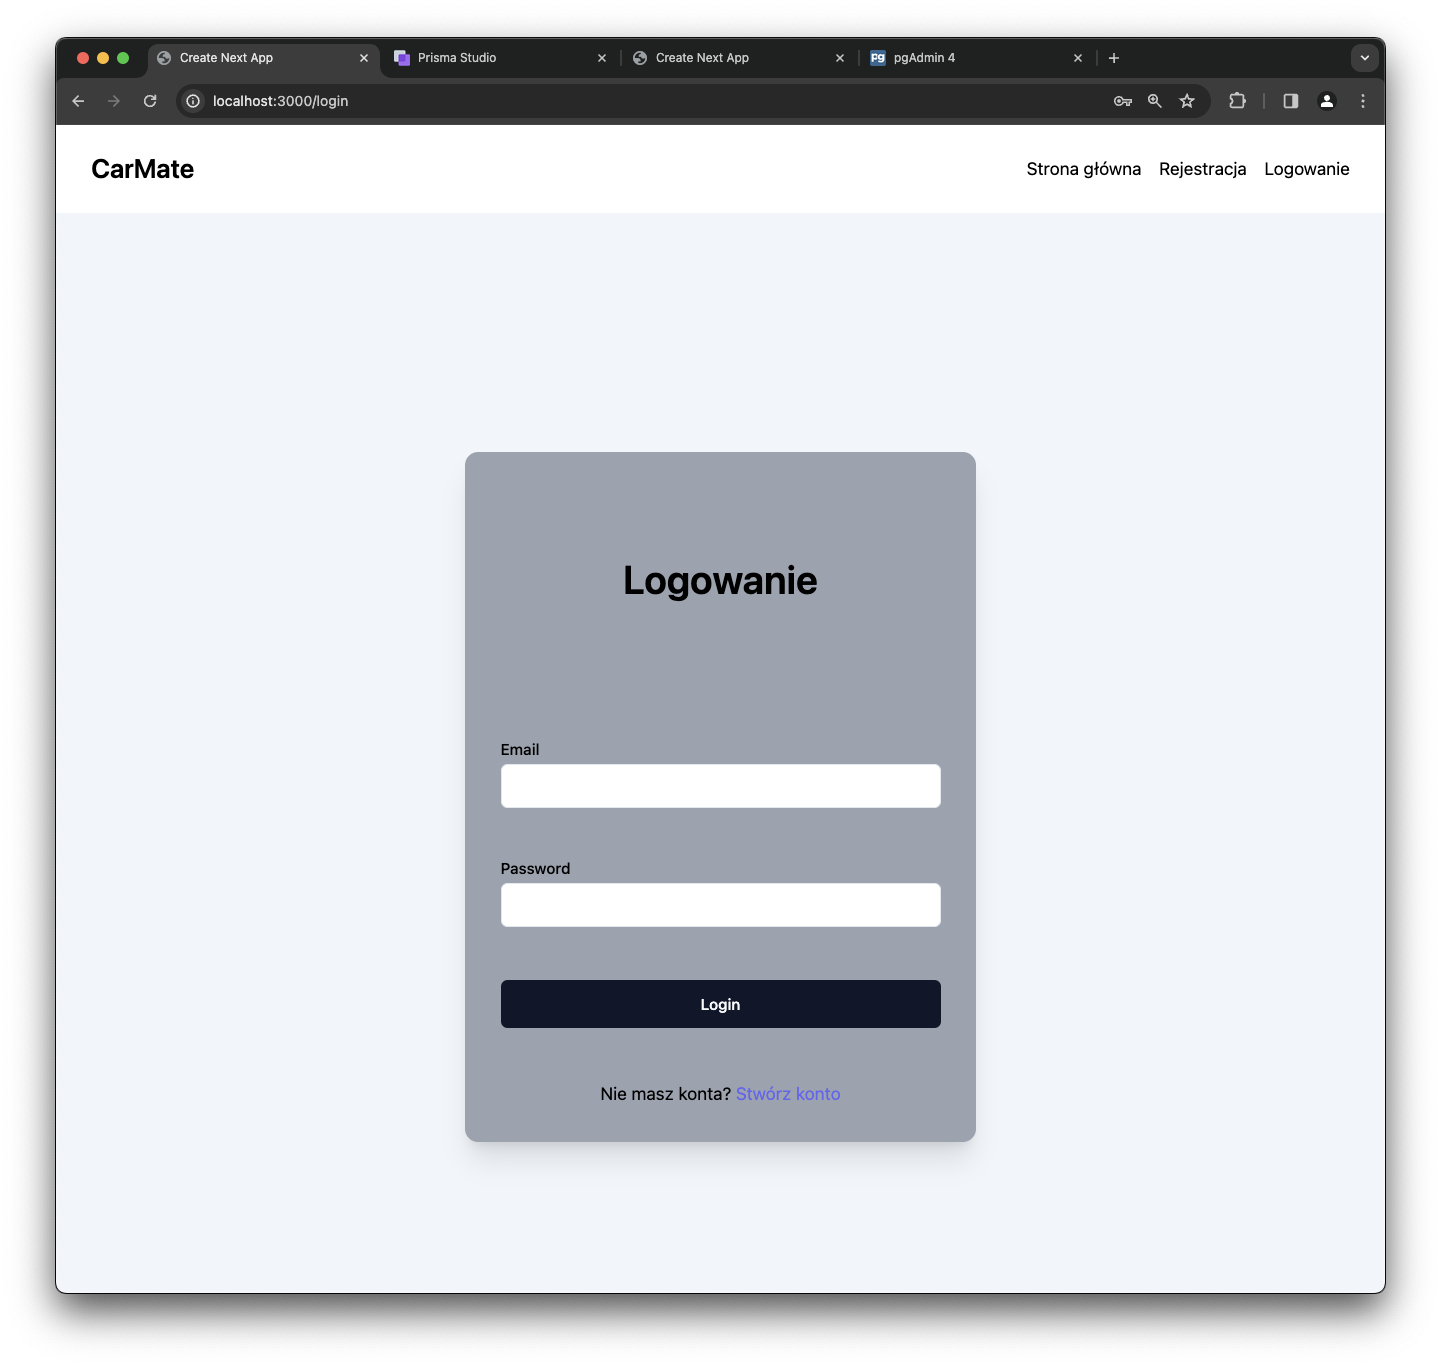 Create Next App
Prisma Studio
Create Next App
pgAdmin 4
localhost:3000/login
CarMate
Strona główna Rejestracja Logowanie
Logowanie
Email
Password
Login
Nie masz konta? Stwórz konto